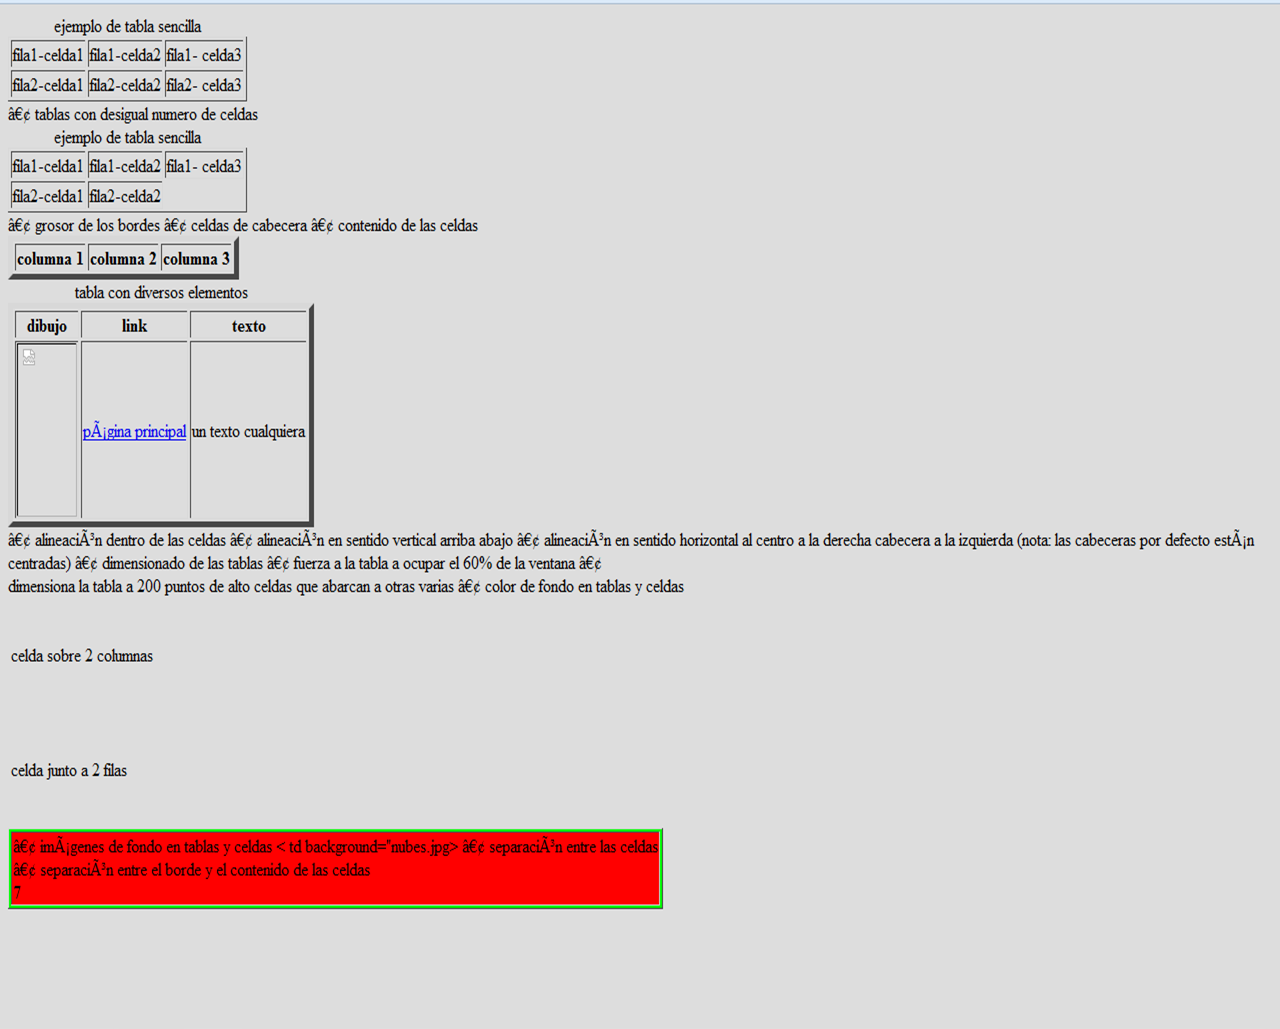 ejemplo de tabla sencilla
fila1-celda1 fila1-celda2 fila1- celda3
fila2-celda1 fila2-celda2 fila2- celda3
â€¢ tablas con desigual numero de celdas
ejemplo de tabla sencilla
fila1-celda1 fila1-celda2 fila1- celda3
fila2-celda1 fila2-celda2
â€¢ grosor de los bordes â€¢ celdas de cabecera â€¢ contenido de las celdas
columna 1 columna 2 columna 3
tabla con diversos elementos
dibujo link texto
pÃ¡gina principal un texto cualquiera
â€¢ alineaciÃ³n dentro de las celdas â€¢ alineaciÃ³n en sentido vertical arriba abajo â€¢ alineaciÃ³n en sentido horizontal al centro a la derecha cabecera a la izquierda (nota: las cabeceras por defecto estÃ¡n
centradas) â€¢ dimensionado de las tablas â€¢ fuerza a la tabla a ocupar el 60% de la ventana â€¢
dimensiona la tabla a 200 puntos de alto celdas que abarcan a otras varias â€¢ color de fondo en tablas y celdas
celda sobre 2 columnas
celda junto a 2 filas
â€¢ imÃ¡genes de fondo en tablas y celdas < td background="nubes.jpg> â€¢ separaciÃ³n entre las celdas
â€¢ separaciÃ³n entre el borde y el contenido de las celdas
7